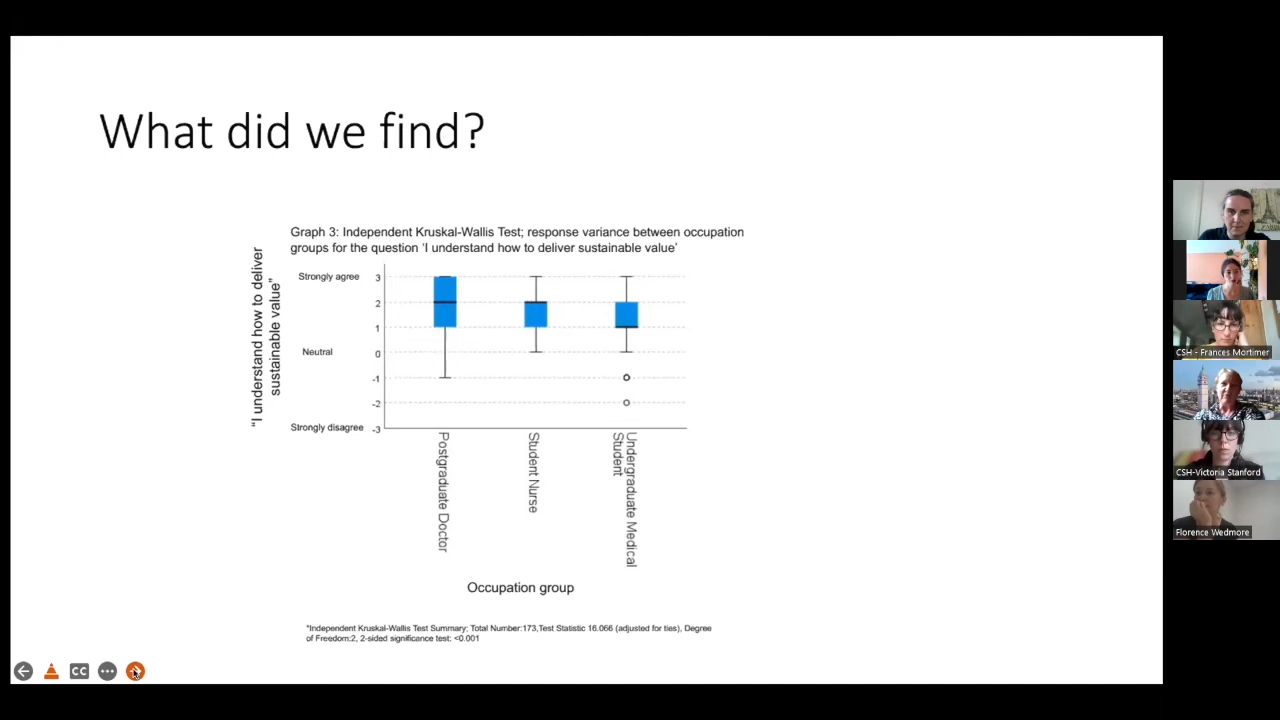 What did we find?
Graph 3: Independent Kruskal-Wallis Test; response variance between occupation
groups for the question 'I understand how to deliver sustainable value'
"I understand how to deliver
sustainable value"
Strongly agree
Neutral
Strongly disagree
3
2
1
0
-1
-2
-3
Postgraduate Doctor
Student Nurse
Undergraduate Medical
Student
Occupation group
*Independent Kruskal-Wallis Test Summary; Total Number:173,Test Statistic 16.066 (adjusted for ties), Degree
of Freedom:2, 2-sided significance test: <0.001
CC
CSH - Frances Mortimer
CSH-Victoria Stanford
Florence Wedmore